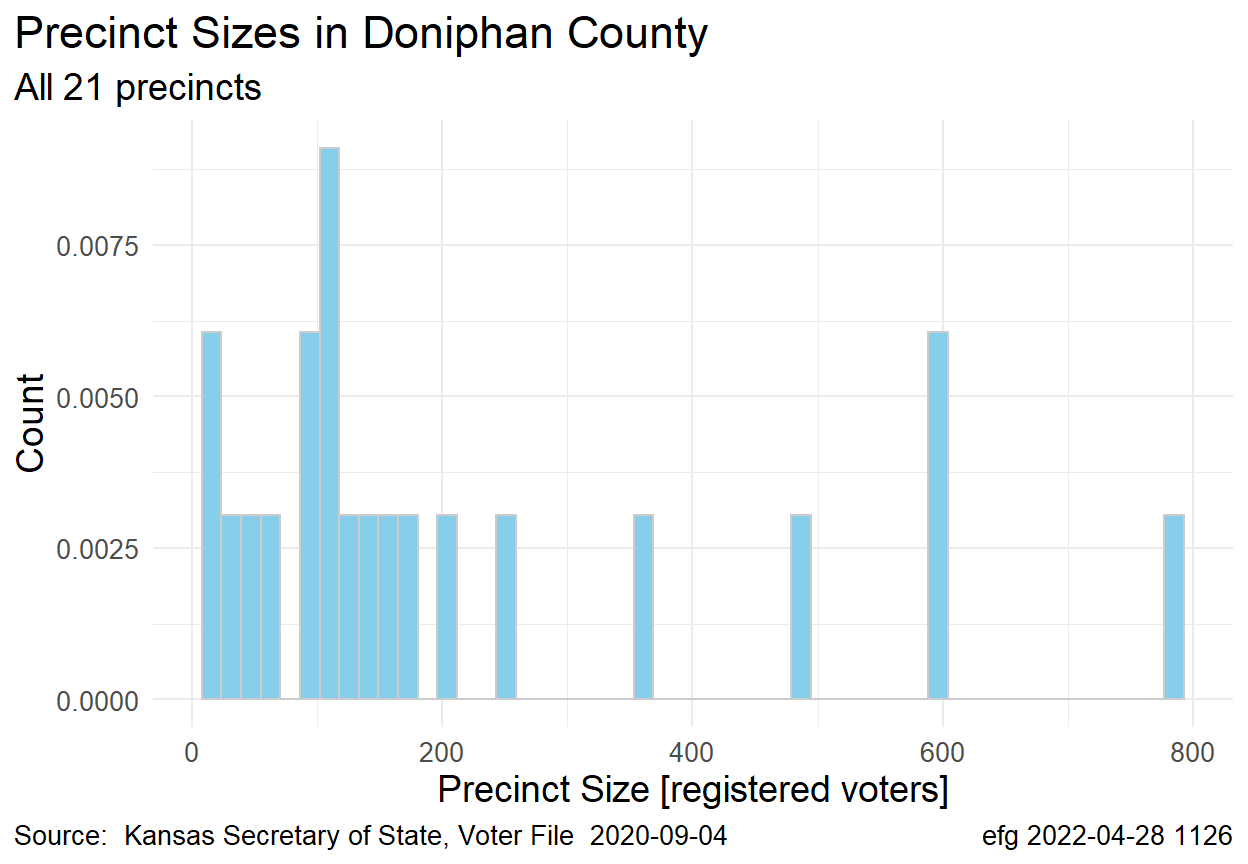 Precinct Sizes in Doniphan County
All 21 precincts
0.0075
0.0050
0.0025
0.0000
Count
0 200 400 600 800
Precinct Size [registered voters]
Source:  Kansas Secretary of State, Voter File  2020-09-04 efg 2022-04-28 1126